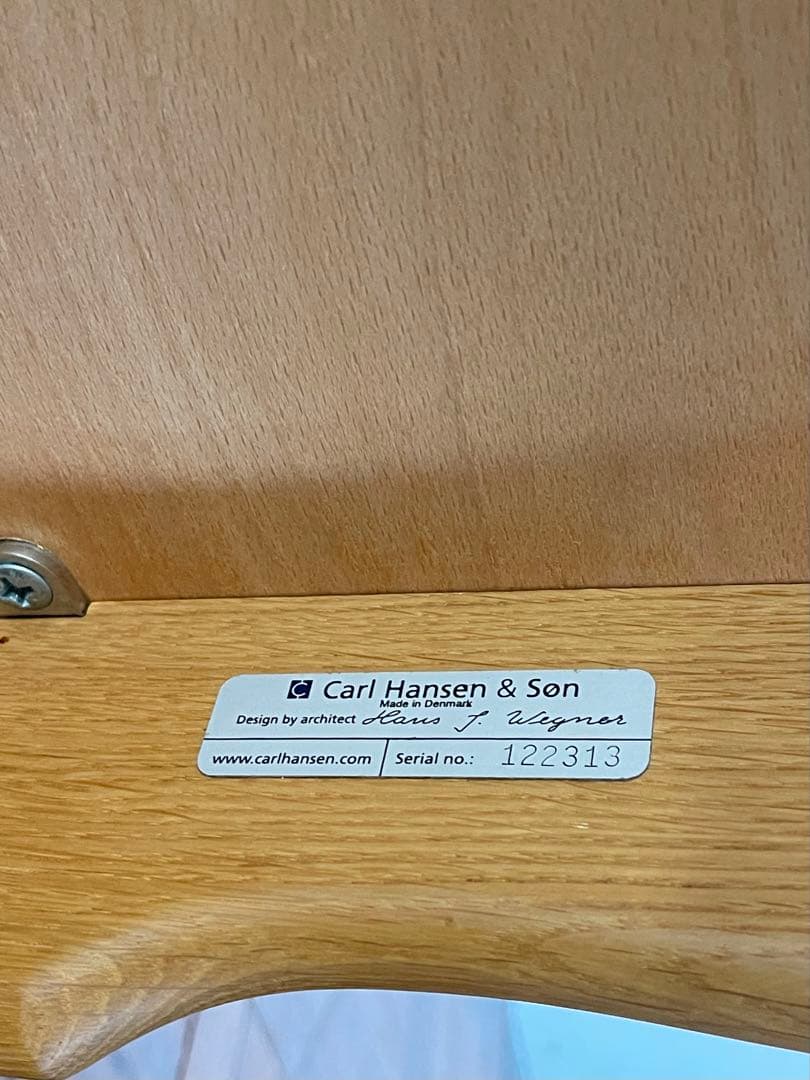 Carl Hansen & Søn
Made in Denmark
Design by architect Hans J. Wegner
www.carlhansen.com Serial no.: 122313